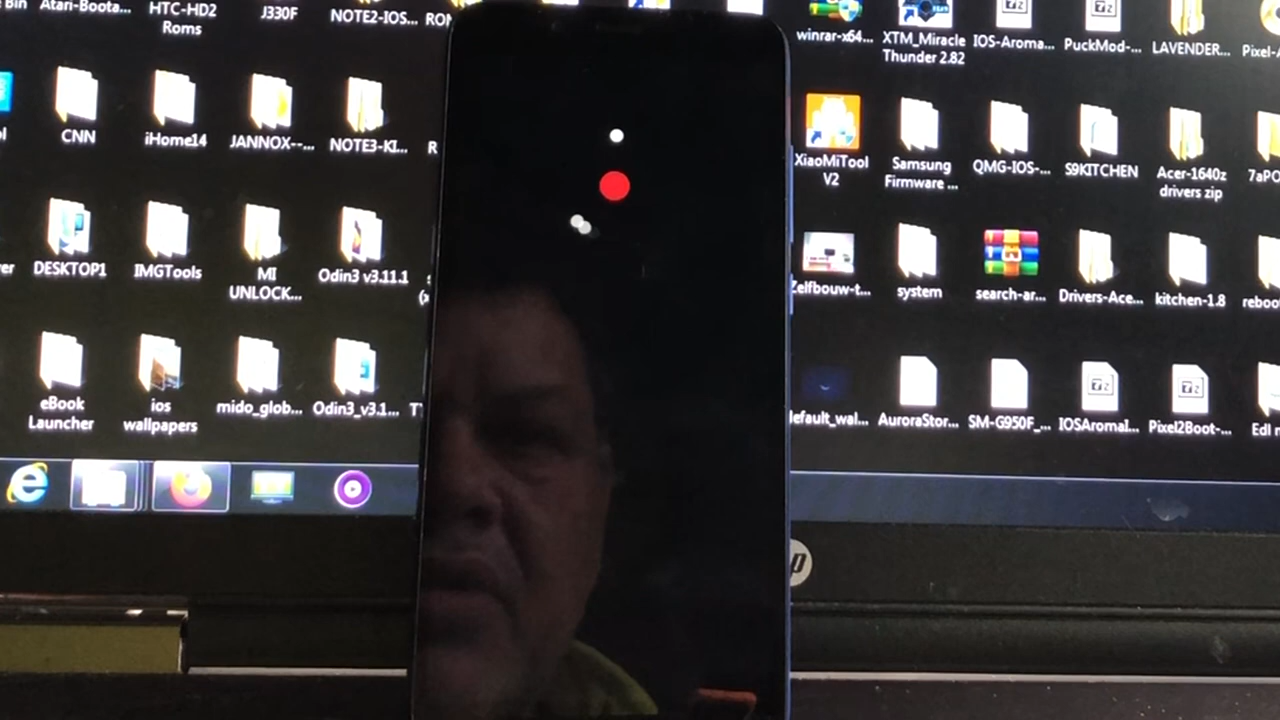 Bin
Atari-Boota...
HTC-HD2
Roms
J330F
NOTE2-IOS...
winrar-x64...
XTM_Miracle
Thunder 2.82
IOS-Aroma...
PuckMod-...
LAVENDER...
CNN
iHome14
JANNOX--...
NOTE3-KI...
R
XiaoMiTool
V2
Samsung
Firmware ...
QMG-IOS-...
S9KITCHEN
Acer-1640z
drivers zip
DESKTOP1
IMGTools
MI
UNLOCK...
Odin3 v3.11.1
Zelfbouw-t...
system
search-ar...
Drivers-Ace...
kitchen-1.8
eBook
Launcher
ios
wallpapers
mido_glob...
Odin3_v3.1...
AuroraStor...
SM-G950F_...
IOSAromaI...
Pixel2Boot-...